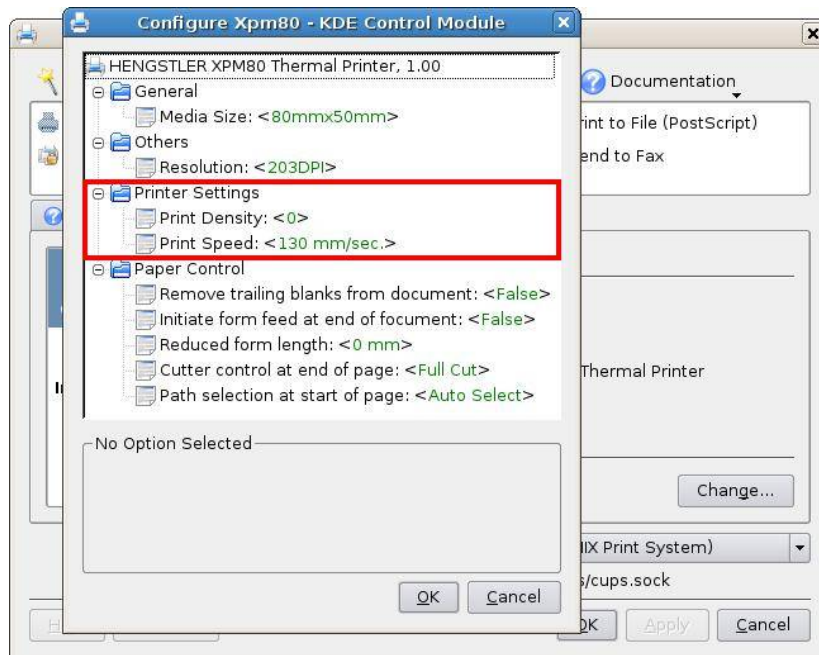 Configure Xpm80 - KDE Control Module
HENGSTLER XPM80 Thermal Printer, 1.00
General
Media Size: <80mmx50mm>
Others
Resolution: <203DPI>
Printer Settings
Print Density: <0>
Print Speed: <130 mm/sec.>
Paper Control
Remove trailing blanks from document: <False>
Initiate form feed at end of focument: <False>
Reduced form length: <0 mm>
Cutter control at end of page: <Full Cut>
Path selection at start of page: <Auto Select>
No Option Selected
OK Cancel
Documentation
rint to File (PostScript)
end to Fax
Thermal Printer
Change...
IX Print System)
s/cups.sock
OK Apply Cancel